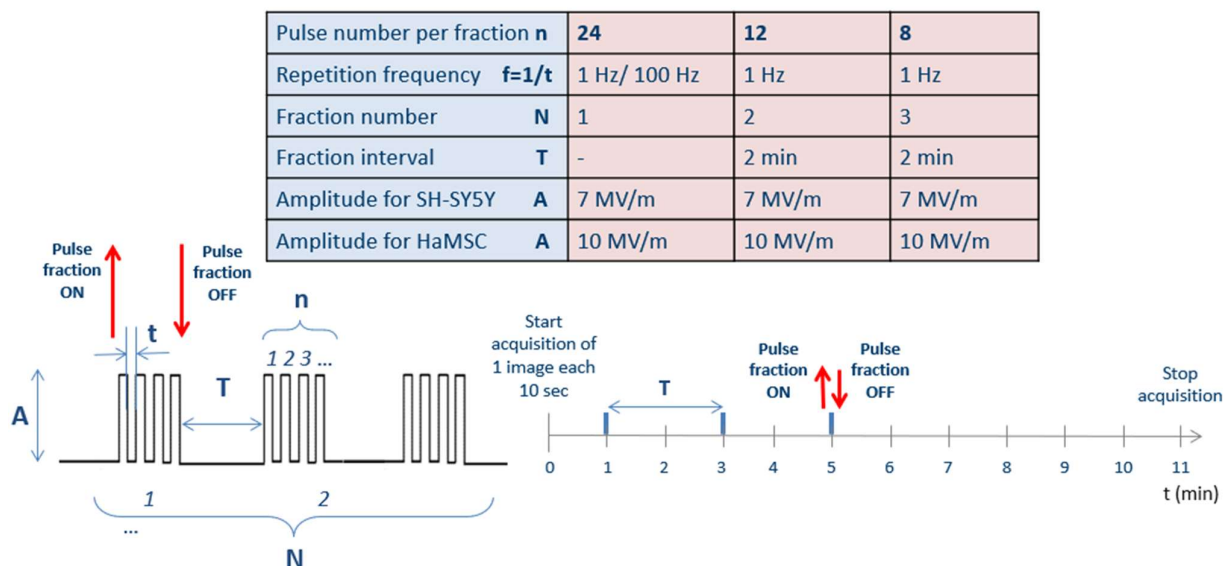 Pulse number per fraction n 24 12 8
Repetition frequency f=1/t 1 Hz/ 100 Hz 1 Hz 1 Hz
Fraction number N 1 2 3
Fraction interval T - 2 min 2 min
Amplitude for SH-SY5Y A 7 MV/m 7 MV/m 7 MV/m
Amplitude for HaMSC A 10 MV/m 10 MV/m 10 MV/m
Pulse
fraction
ON
Pulse
fraction
OFF
t
n
1 2 3 ...
A
T
1
2
...
N
Start
acquisition of
1 image each
10 sec
T
Pulse
fraction
ON
Pulse
fraction
OFF
Stop
acquisition
0 1 2 3 4 5 6 7 8 9 10 11
t (min)